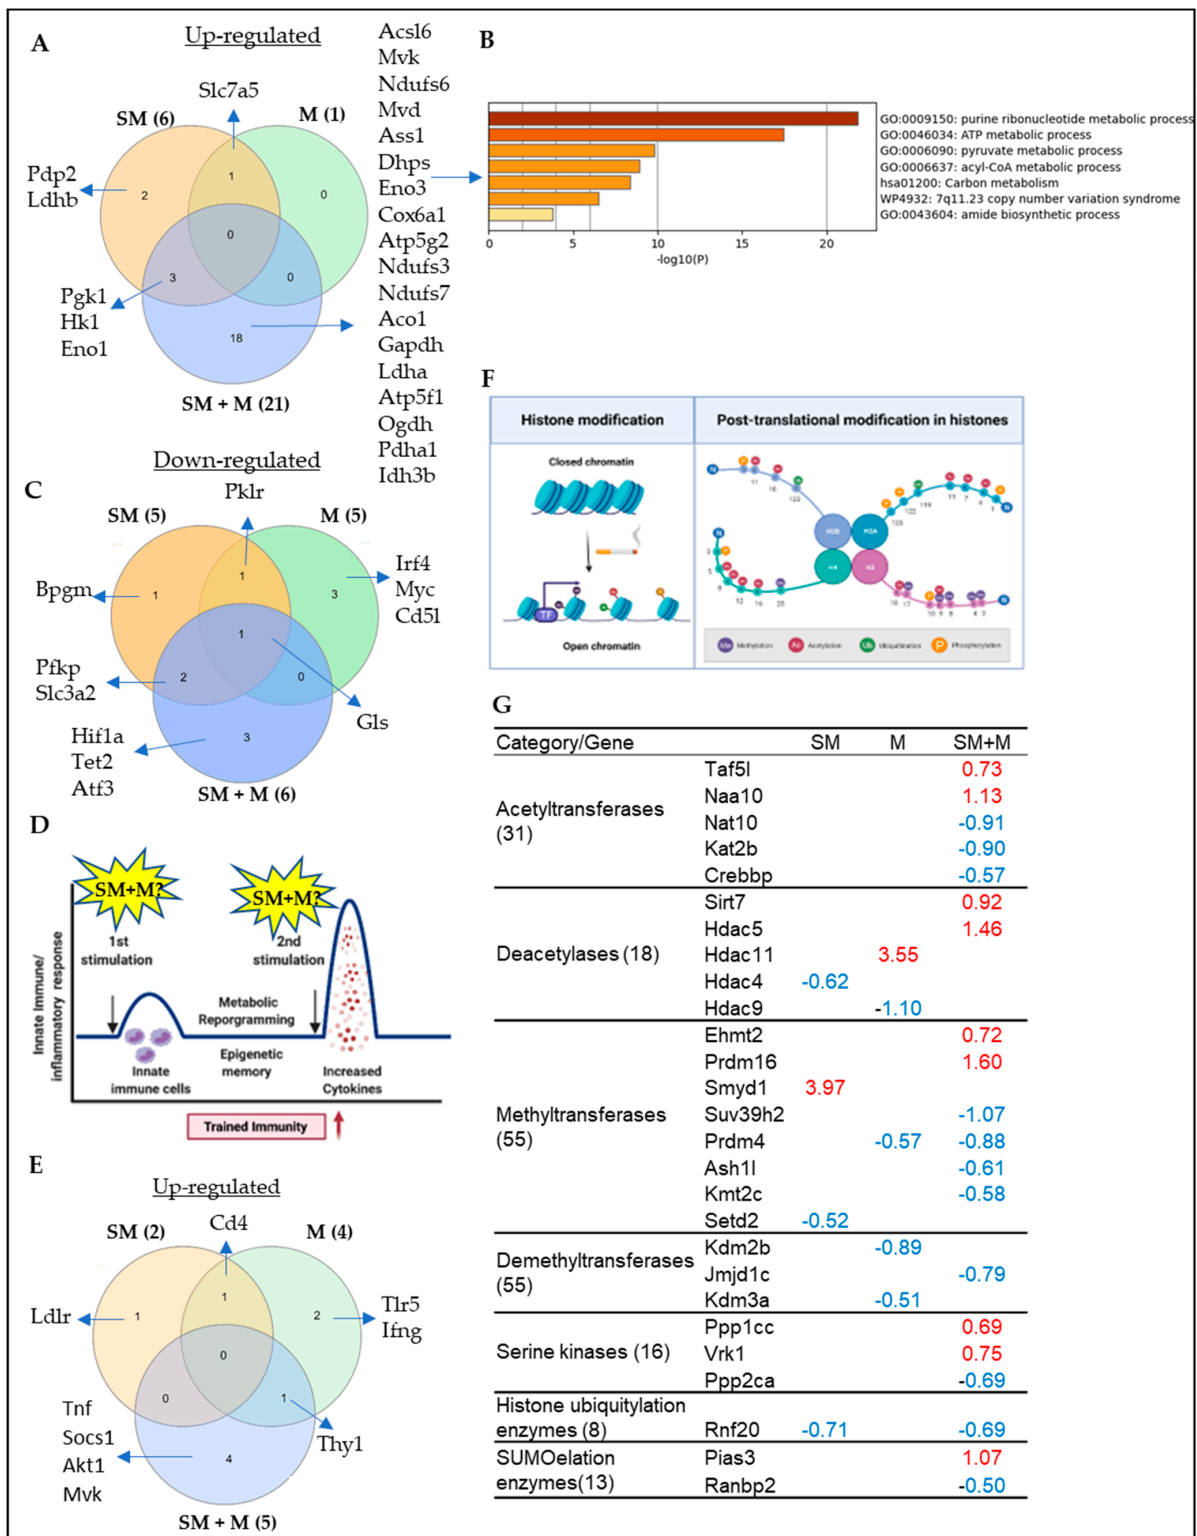 A
Up-regulated
Slc7a5
SM (6)
M (1)
Pdp2
Ldhb
2
1
0
0
3
0
Pgk1
Hk1
Eno1
18
SM + M (21)
Acsl6
Mvk
Ndufs6
Mvd
Ass1
Dhps
Eno3
Cox6a1
Atp5g2
Ndufs3
Ndufs7
Aco1
Gapdh
Ldha
Atp5f1
Ogdh
Pdha1
Idh3b
B
GO:0009150: purine ribonucleotide metabolic process
GO:0046034: ATP metabolic process
GO:0006090: pyruvate metabolic process
GO:0006637: acyl-CoA metabolic process
hsa01200: Carbon metabolism
WP4932: 7q11.23 copy number variation syndrome
GO:0043604: amide biosynthetic process
0 5 10 15 20
-log10(P)
C
Down-regulated
Pklr
SM (5)
M (5)
Bpgm
1
1
3
Irf4
Myc
Cd5l
1
Pfkp
Slc3a2
2
0
Gls
Hif1a
Tet2
Atf3
3
SM + M (6)
D
SM+M?
SM+M?
1st
stimulation
2nd
stimulation
Innate Immune/
inflammatory response
Metabolic
Reporgramming
Epigenetic
memory
Innate
immune cells
Increased
Cytokines
Trained Immunity
E
Up-regulated
SM (2)
Cd4
M (4)
Ldlr
1
1
2
Tlr5
Ifng
0
0
1
Tnf
Socs1
Akt1
Mvk
Thy1
4
SM + M (5)
F
Histone modification
Post-translational modification in histones
Closed chromatin
TF
Open chromatin
H2B
H2A
H4
H3
Me Methylation
Ac Acetylation
Ub Ubiquitination
P Phosphorylation
G
Category/Gene SM M SM+M
Acetyltransferases
(31)
Taf5l 0.73
Naa10 1.13
Nat10 -0.91
Kat2b -0.90
Crebbp -0.57
Deacetylases (18)
Sirt7 0.92
Hdac5 1.46
Hdac11 3.55
Hdac4 -0.62
Hdac9 -1.10
Methyltransferases
(55)
Ehmt2 0.72
Prdm16 1.60
Smyd1 3.97
Suv39h2 -1.07
Prdm4 -0.57 -0.88
Ash1l -0.61
Kmt2c -0.58
Setd2 -0.52
Demethyltransferases
(55)
Kdm2b -0.89
Jmjd1c -0.79
Kdm3a -0.51
Serine kinases (16)
Ppp1cc 0.69
Vrk1 0.75
Ppp2ca -0.69
Histone ubiquitylation
enzymes (8)
Rnf20 -0.71 -0.69
SUMOelation
enzymes(13)
Pias3 1.07
Ranbp2 -0.50